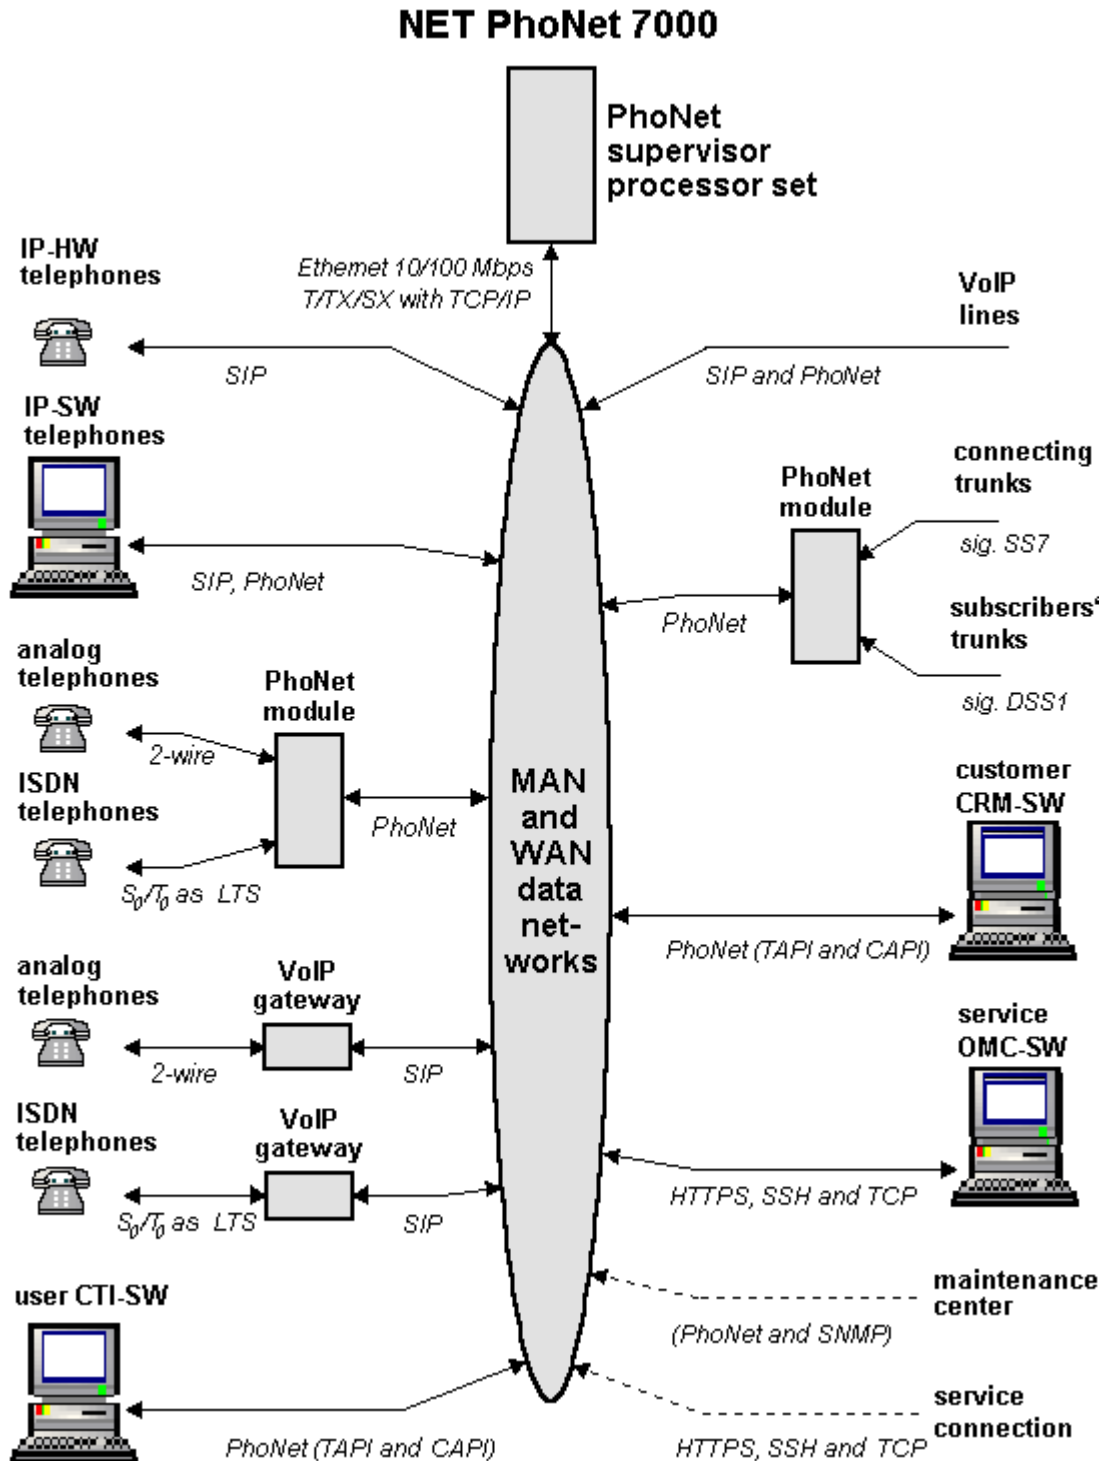 NET PhoNet 7000
PhoNet
supervisor
processor set
IP-HW
telephones
Ethernet 10/100 Mbps
T/TX/SX with TCP/IP
VoIP
lines
SIP
SIP and PhoNet
IP-SW
telephones
connecting
trunks
PhoNet
module
sig. SS7
SIP, PhoNet
PhoNet
subscribers‘
trunks
sig. DSS1
analog
telephones
PhoNet
module
2-wire
ISDN
telephones
PhoNet
S0/T0 as LTS
MAN
and
WAN
data
net-
works
customer
CRM-SW
PhoNet (TAPI and CAPI)
analog
telephones
VoIP
gateway
2-wire
SIP
service
OMC-SW
ISDN
telephones
VoIP
gateway
S0/T0 as LTS
SIP
HTTPS, SSH and TCP
maintenance
center
(PhoNet and SNMP)
user CTI-SW
PhoNet (TAPI and CAPI)
service
connection
HTTPS, SSH and TCP